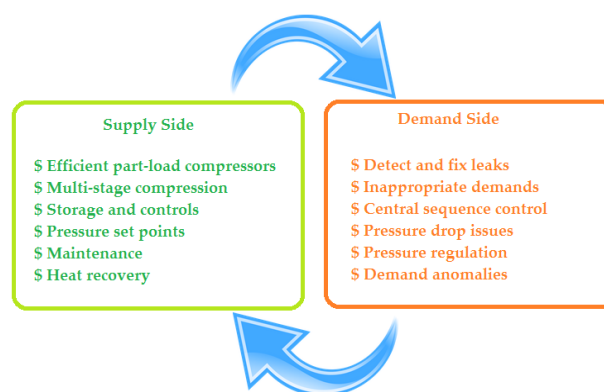 Supply Side
$ Efficient part-load compressors
$ Multi-stage compression
$ Storage and controls
$ Pressure set points
$ Maintenance
$ Heat recovery
Demand Side
$ Detect and fix leaks
$ Inappropriate demands
$ Central sequence control
$ Pressure drop issues
$ Pressure regulation
$ Demand anomalies